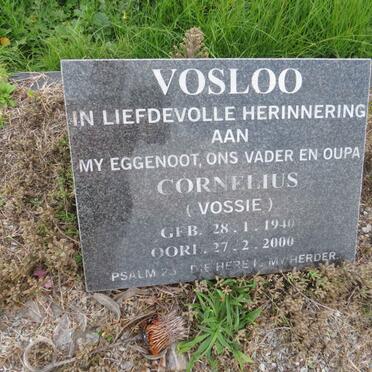 VOSLOO
IN LIEFDEVOLLE HERINNERING
AAN
MY EGGENOOT, ONS VADER EN OUPA
CORNELIUS
(VOSSIE)
GEB. 28.1.1940
OORL. 27.2.2000
PSALM 23 DIE HERE IS MY HERDER.